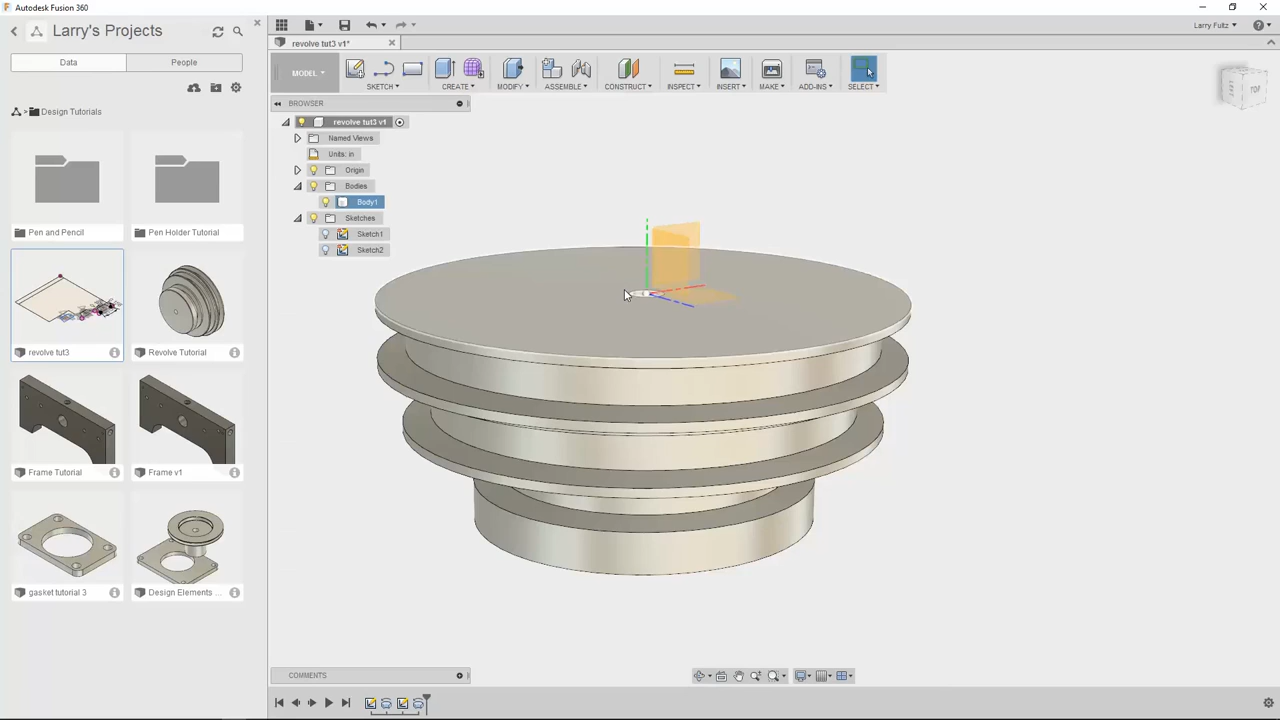 Autodesk Fusion 360
Larry's Projects
Data
People
Design Tutorials
Pen and Pencil
Pen Holder Tutorial
revolve tut3
Revolve Tutorial
Frame Tutorial
Frame v1
gasket tutorial 3
Design Elements ...
Larry Fultz
revolve tut3 v1*
MODEL
SKETCH
CREATE
MODIFY
ASSEMBLE
CONSTRUCT
INSPECT
INSERT
MAKE
ADD-INS
SELECT
TOP
BROWSER
revolve tut3 v1
Named Views
Units: in
Origin
Bodies
Body1
Sketches
Sketch1
Sketch2
COMMENTS